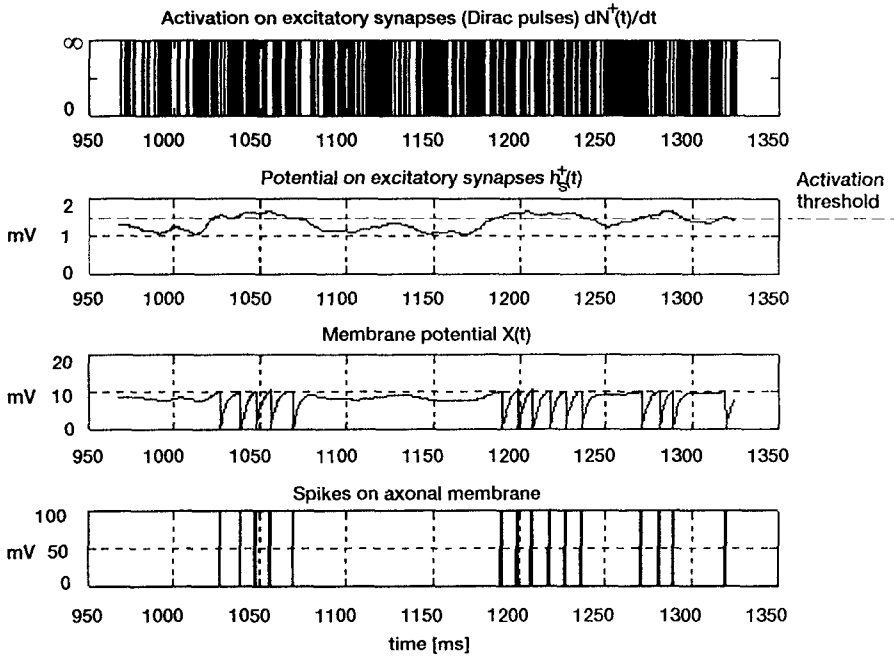 Activation on excitatory synapses (Dirac pulses) dN⁺(t)/dt
∞
0
950 1000 1050 1100 1150 1200 1250 1300 1350
Potential on excitatory synapses h⁺s(t)
Activation
threshold
2
mV 1
0
950 1000 1050 1100 1150 1200 1250 1300 1350
Membrane potential X(t)
20
mV 10
0
950 1000 1050 1100 1150 1200 1250 1300 1350
Spikes on axonal membrane
100
mV 50
0
950 1000 1050 1100 1150 1200 1250 1300 1350
time [ms]